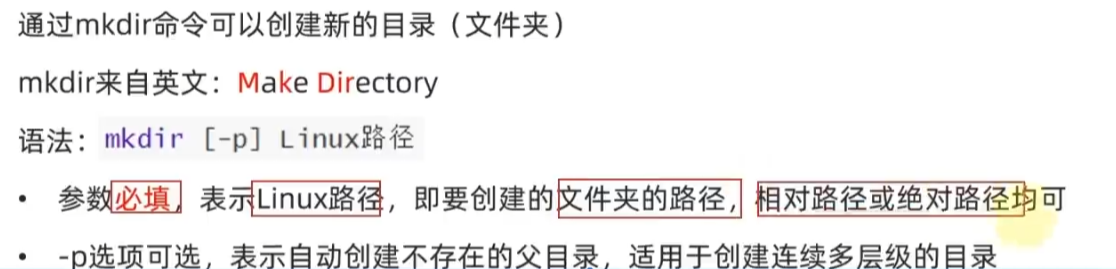 通过mkdir命令可以创建新的目录（文件夹）
mkdir来自英文：Make Directory
语法：mkdir [-p] Linux路径
• 参数必填，表示Linux路径，即要创建的文件夹的路径，相对路径或绝对路径均可
• -p选项可选，表示自动创建不存在的父目录，适用于创建连续多层级的目录